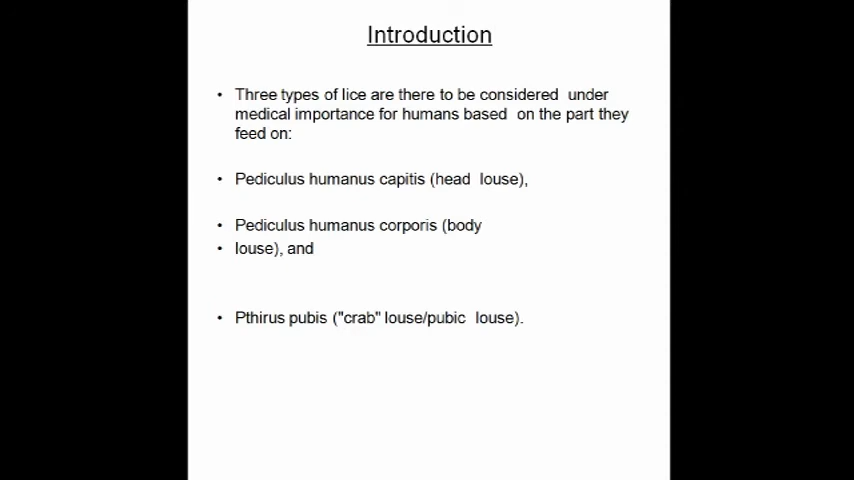 Introduction
• Three types of lice are there to be considered under
medical importance for humans based on the part they
feed on:
• Pediculus humanus capitis (head louse),
• Pediculus humanus corporis (body
• louse), and
• Pthirus pubis ("crab" louse/pubic louse).